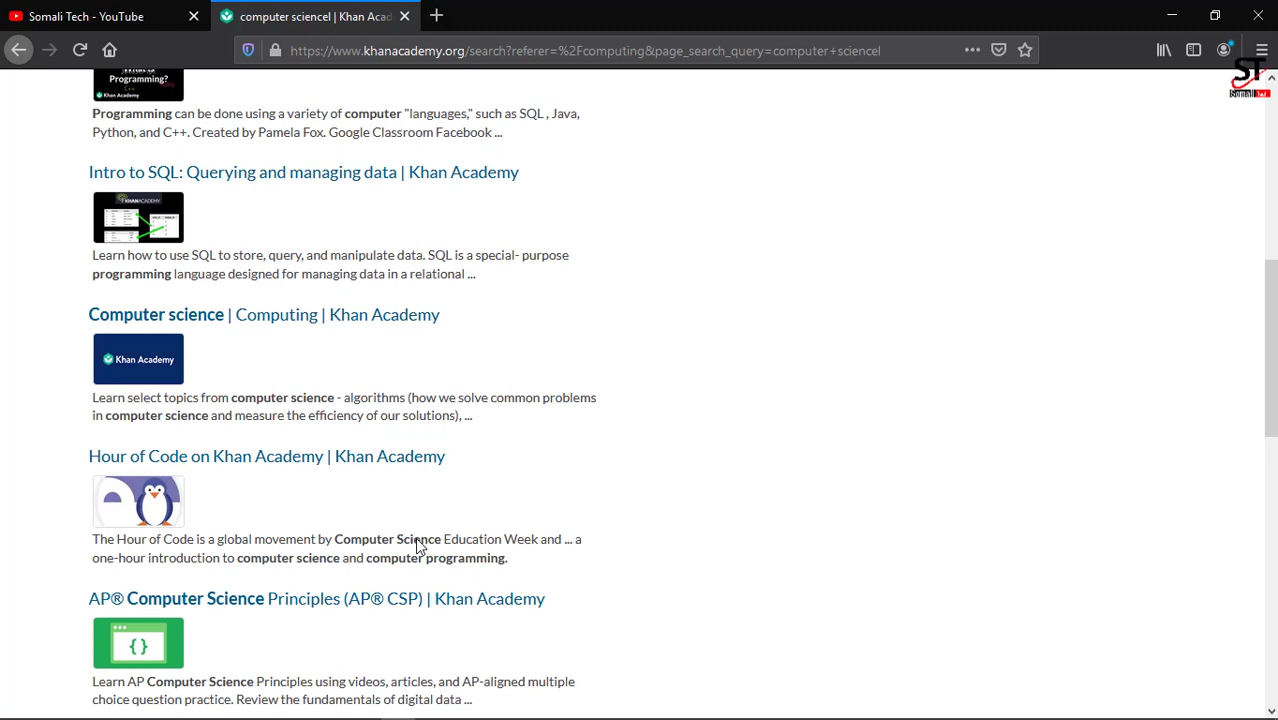 Somali Tech - YouTube
computer sciencel | Khan Acad
https://www.khanacademy.org/search?referer=%2Fcomputing&page_search_query=computer+sciencel
ST
Somali
Programming?
C++
Khan Academy
Programming can be done using a variety of computer "languages," such as SQL , Java,
Python, and C++. Created by Pamela Fox. Google Classroom Facebook ...
Intro to SQL: Querying and managing data | Khan Academy
KHANACADEMY
Learn how to use SQL to store, query, and manipulate data. SQL is a special- purpose
programming language designed for managing data in a relational ...
Computer science | Computing | Khan Academy
Khan Academy
Learn select topics from computer science - algorithms (how we solve common problems
in computer science and measure the efficiency of our solutions), ...
Hour of Code on Khan Academy | Khan Academy
The Hour of Code is a global movement by Computer Science Education Week and ... a
one-hour introduction to computer science and computer programming.
AP® Computer Science Principles (AP® CSP) | Khan Academy
{}
Learn AP Computer Science Principles using videos, articles, and AP-aligned multiple
choice question practice. Review the fundamentals of digital data ...